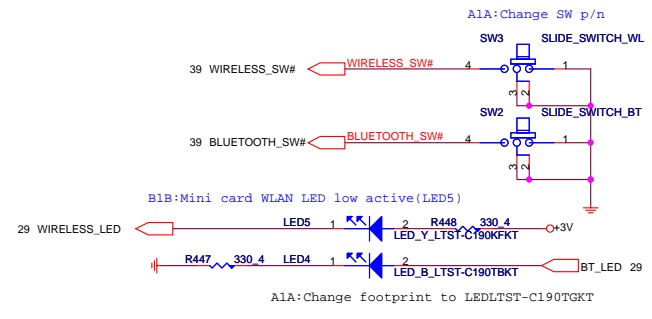 A1A:Change SW p/n
SW3 SLIDE_SWITCH_WL
39 WIRELESS_SW# WIRELESS_SW# 4 1
3 2
SW2 SLIDE_SWITCH_BT
39 BLUETOOTH_SW# BLUETOOTH_SW# 4 1
3 2
B1B:Mini card WLAN LED low active(LED5)
29 WIRELESS_LED LED5 1 2 R448 330_4 +3V
LED_Y_LTST-C190KFKT
R447 330_4 LED4 1 2 BT_LED 29
LED_B_LTST-C190TBKT
A1A:Change footprint to LEDLTST-C190TGKT